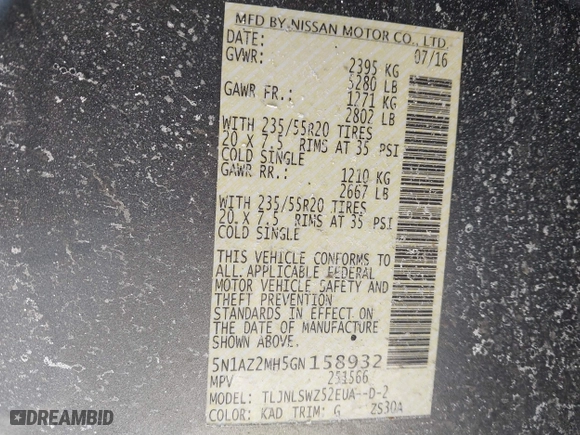 MFD BY NISSAN MOTOR CO., LTD.
DATE: 07/16
GVWR: 2395 KG
5280 LB
GAWR FR.: 1271 KG
2802 LB
WITH 235/55R20 TIRES
20 X 7.5 RIMS AT 35 PSI
COLD SINGLE
GAWR RR.: 1210 KG
2667 LB
WITH 235/55R20 TIRES
20 X 7.5 RIMS AT 35 PSI
COLD SINGLE
THIS VEHICLE CONFORMS TO
ALL APPLICABLE FEDERAL
MOTOR VEHICLE SAFETY AND
THEFT PREVENTION
STANDARDS IN EFFECT ON
THE DATE OF MANUFACTURE
SHOWN ABOVE.
5N1AZ2MH5GN158932
MPV 251566
MODEL: TLJNLSWZ52EUA--D-2
COLOR: KAD TRIM: G ZS30A